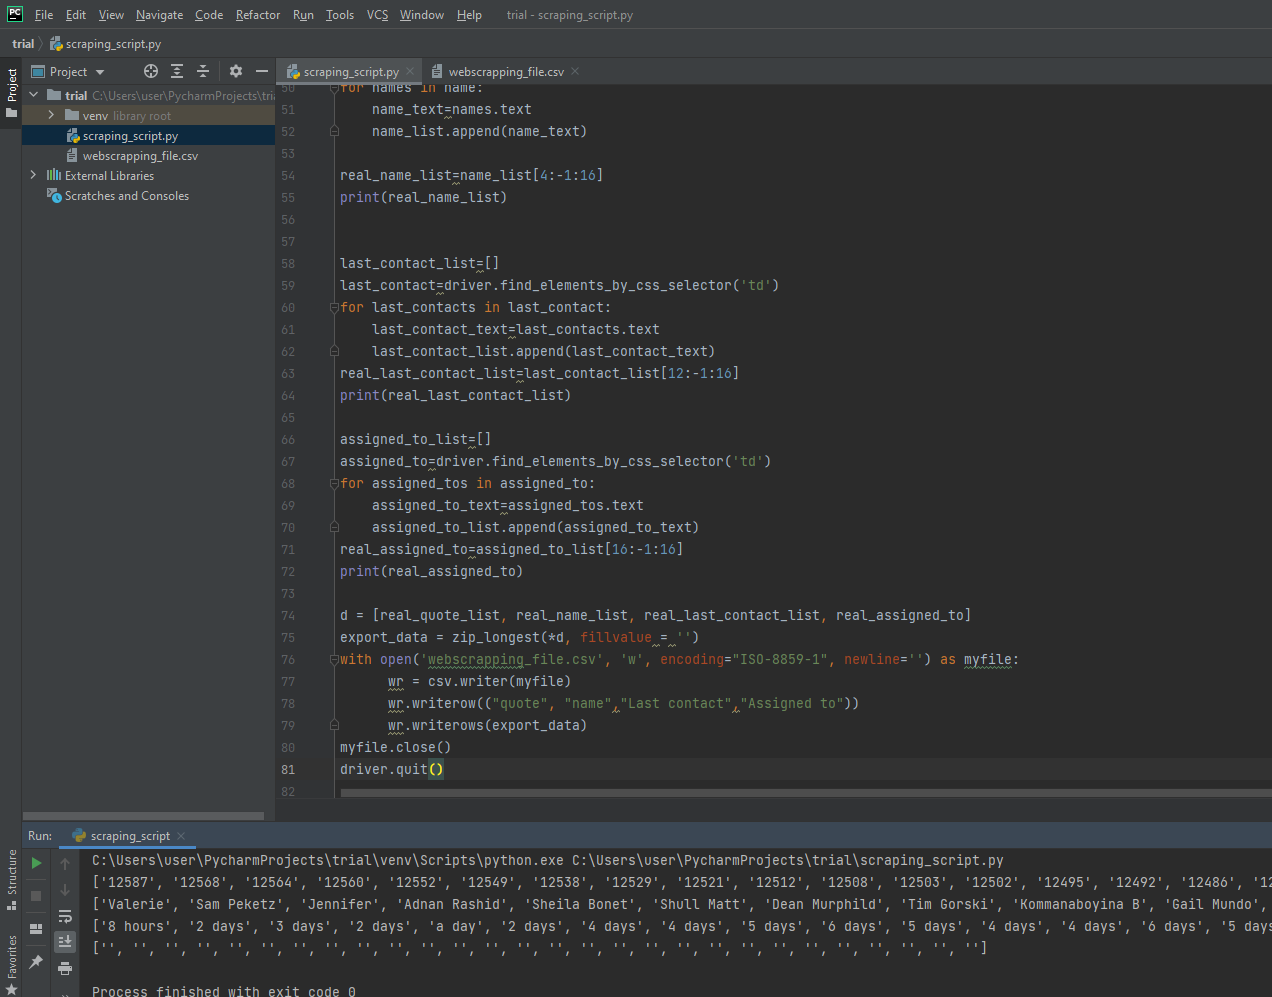 PC File Edit View Navigate Code Refactor Run Tools VCS Window Help trial - scraping_script.py
trial scraping_script.py
Project
Project
scraping_script.py
webscrapping_file.csv
trial C:\Users\user\PycharmProjects\tri
venv library root
scraping_script.py
webscrapping_file.csv
External Libraries
Scratches and Consoles
50 for names in name:
51 name_text=names.text
52 name_list.append(name_text)
53
54 real_name_list=name_list[4:-1:16]
55 print(real_name_list)
56
57
58 last_contact_list=[]
59 last_contact=driver.find_elements_by_css_selector('td')
60 for last_contacts in last_contact:
61 last_contact_text=last_contacts.text
62 last_contact_list.append(last_contact_text)
63 real_last_contact_list=last_contact_list[12:-1:16]
64 print(real_last_contact_list)
65
66 assigned_to_list=[]
67 assigned_to=driver.find_elements_by_css_selector('td')
68 for assigned_tos in assigned_to:
69 assigned_to_text=assigned_tos.text
70 assigned_to_list.append(assigned_to_text)
71 real_assigned_to=assigned_to_list[16:-1:16]
72 print(real_assigned_to)
73
74 d = [real_quote_list, real_name_list, real_last_contact_list, real_assigned_to]
75 export_data = zip_longest(*d, fillvalue = '')
76 with open('webscrapping_file.csv', 'w', encoding="ISO-8859-1", newline='') as myfile:
77 wr = csv.writer(myfile)
78 wr.writerow(("quote", "name","Last contact","Assigned to"))
79 wr.writerows(export_data)
80 myfile.close()
81 driver.quit()
82
Run: scraping_script
Structure
Favorites
C:\Users\user\PycharmProjects\trial\venv\Scripts\python.exe C:\Users\user\PycharmProjects\trial\scraping_script.py
['12587', '12568', '12564', '12560', '12552', '12549', '12538', '12529', '12521', '12512', '12508', '12503', '12502', '12495', '12492', '12486', '12
['Valerie', 'Sam Peketz', 'Jennifer', 'Adnan Rashid', 'Sheila Bonet', 'Shull Matt', 'Dean Murphild', 'Tim Gorski', 'Kommanaboyina B', 'Gail Mundo',
['8 hours', '2 days', '3 days', '2 days', 'a day', '2 days', '4 days', '4 days', '5 days', '6 days', '5 days', '4 days', '4 days', '6 days', '5 days
['', '', '', '', '', '', '', '', '', '', '', '', '', '', '', '', '', '', '', '', '', '', '', '', '', '', '', '']
Process finished with exit code 0